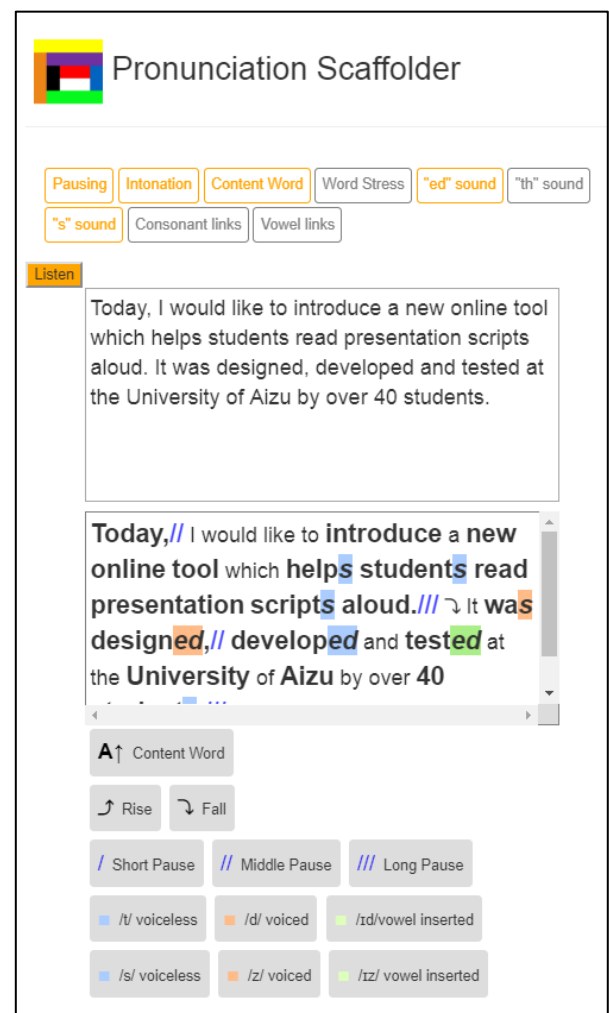 Pronunciation Scaffolder
Pausing Intonation Content Word Word Stress "ed" sound "th" sound
"s" sound Consonant links Vowel links
Listen
Today, I would like to introduce a new online tool
which helps students read presentation scripts
aloud. It was designed, developed and tested at
the University of Aizu by over 40 students.
Today,// I would like to introduce a new
online tool which helps students read
presentation scripts aloud./// ⤵ It was
designed,// developed and tested at
the University of Aizu by over 40
A↑ Content Word
⤴ Rise ⤵ Fall
/ Short Pause // Middle Pause /// Long Pause
/t/ voiceless /d/ voiced /ɪd/vowel inserted
/s/ voiceless /z/ voiced /ɪz/ vowel inserted